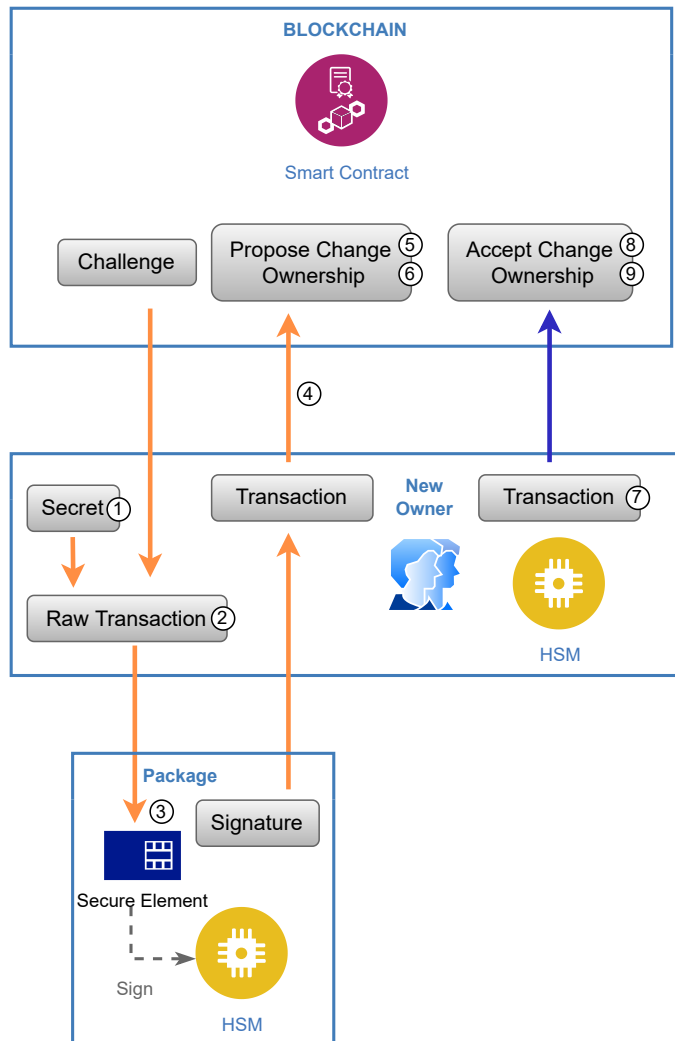 BLOCKCHAIN
Smart Contract
Challenge
Propose Change 5
Ownership 6
Accept Change 8
Ownership 9
4
Secret 1
Transaction
New
Owner
Transaction 7
Raw Transaction 2
HSM
Package
3
Signature
Secure Element
Sign
HSM